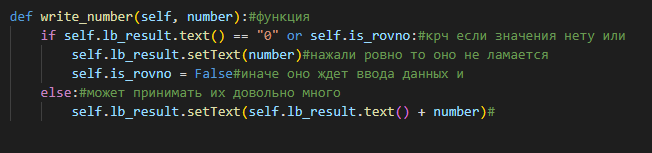 def write_number(self, number):#функция
if self.lb_result.text() == "0" or self.is_rovno:#крч если значения нету или
self.lb_result.setText(number)#нажали ровно то оно не ламается
self.is_rovno = False#иначе оно ждет ввода данных и
else:#может принимать их довольно много
self.lb_result.setText(self.lb_result.text() + number)#